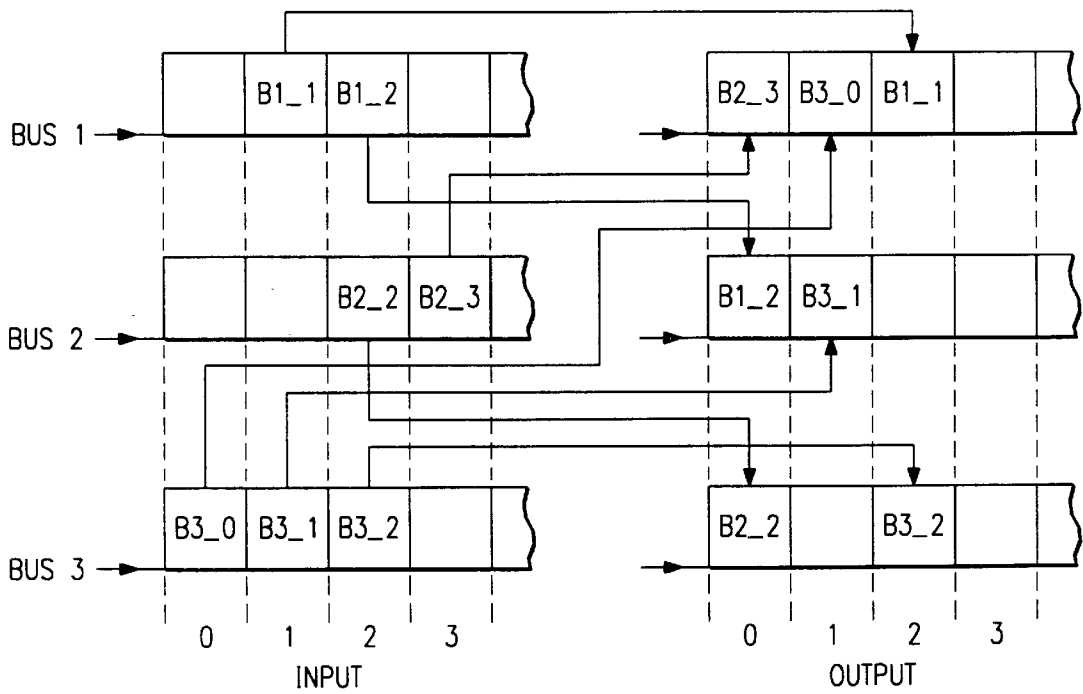 B1_1 B1_2 B2_3 B3_0 B1_1
BUS 1
B2_2 B2_3 B1_2 B3_1
BUS 2
B3_0 B3_1 B3_2 B2_2 B3_2
BUS 3
0 1 2 3 0 1 2 3
INPUT OUTPUT